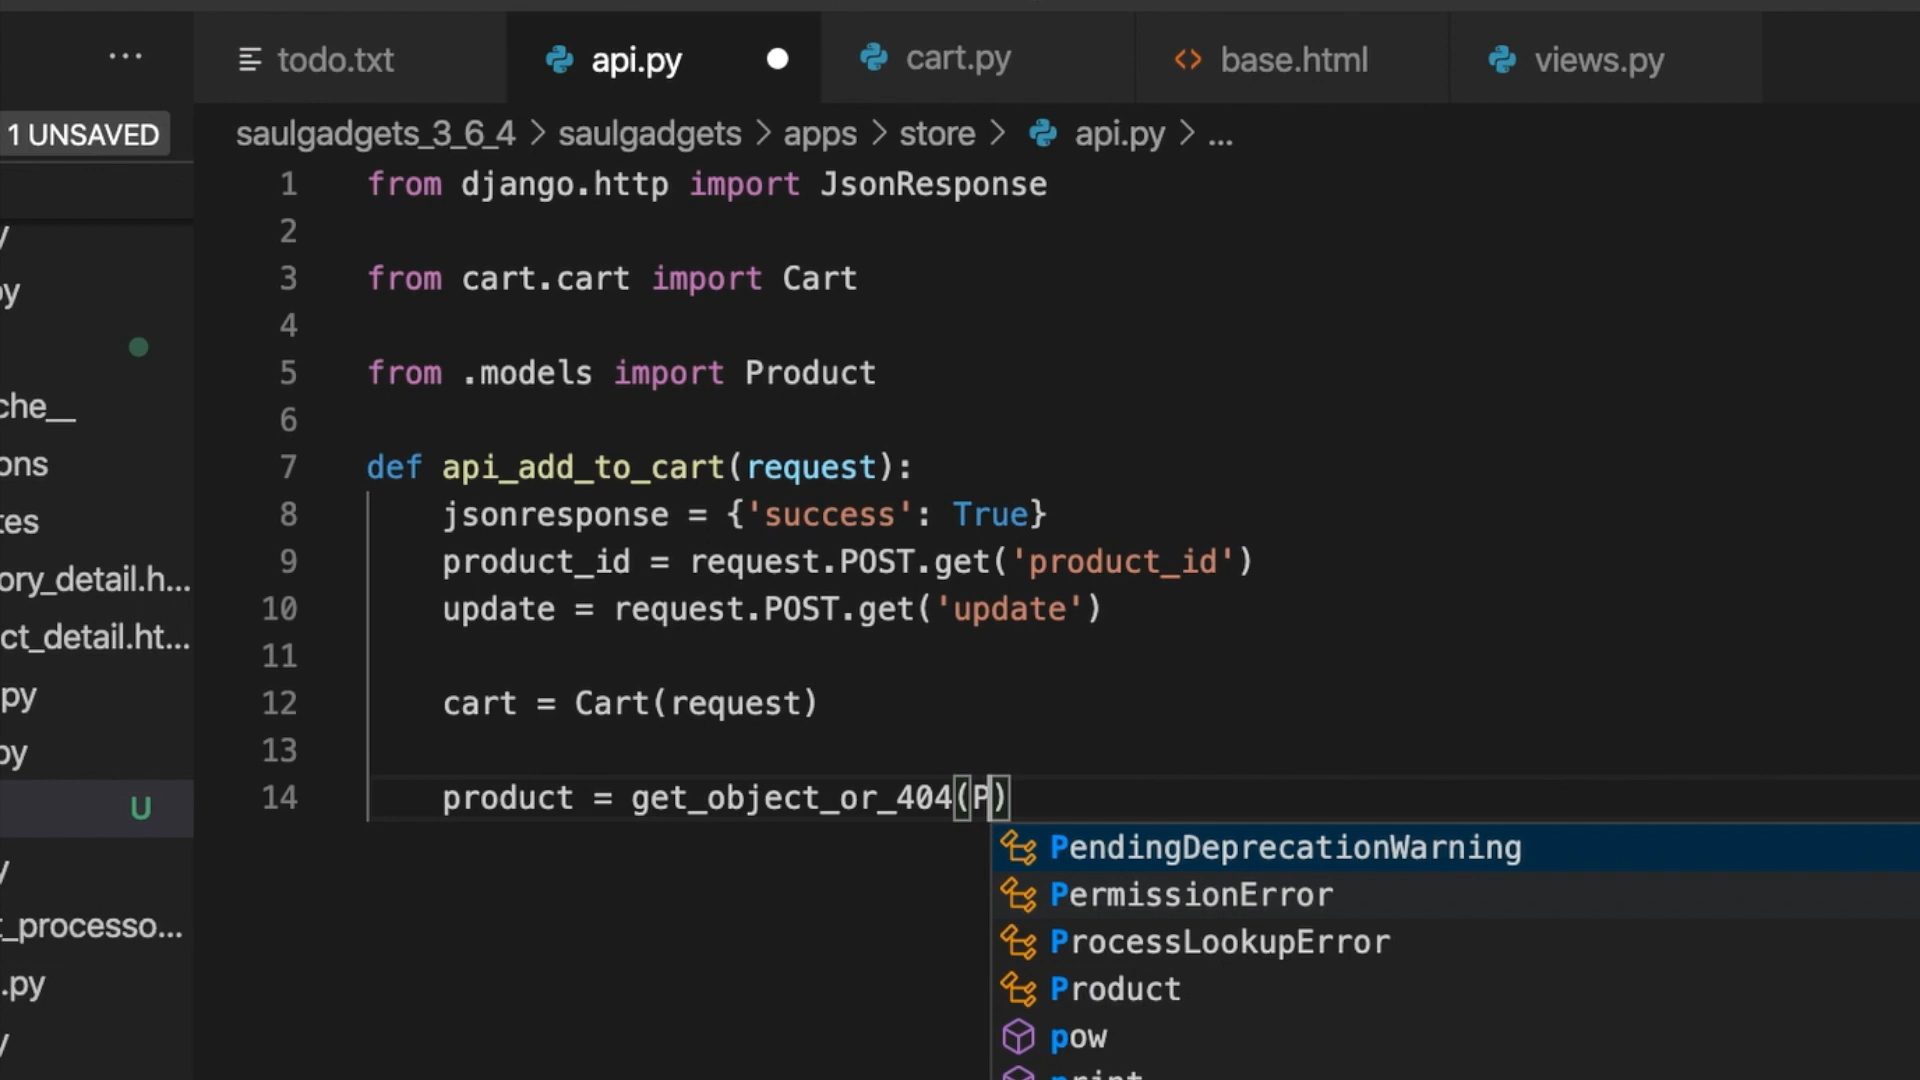 ...
todo.txt
api.py
cart.py
base.html
views.py
1 UNSAVED
saulgadgets_3_6_4 > saulgadgets > apps > store > api.py > ...
1 from django.http import JsonResponse
2
3 from cart.cart import Cart
4
5 from .models import Product
6
7 def api_add_to_cart(request):
8 jsonresponse = {'success': True}
9 product_id = request.POST.get('product_id')
10 update = request.POST.get('update')
11
12 cart = Cart(request)
13
14 product = get_object_or_404(P)
PendingDeprecationWarning
PermissionError
ProcessLookupError
Product
pow
print
y
py
che__
ons
tes
ory_detail.h...
ct_detail.ht...
.py
py
U
y
t_processo...
.py
y